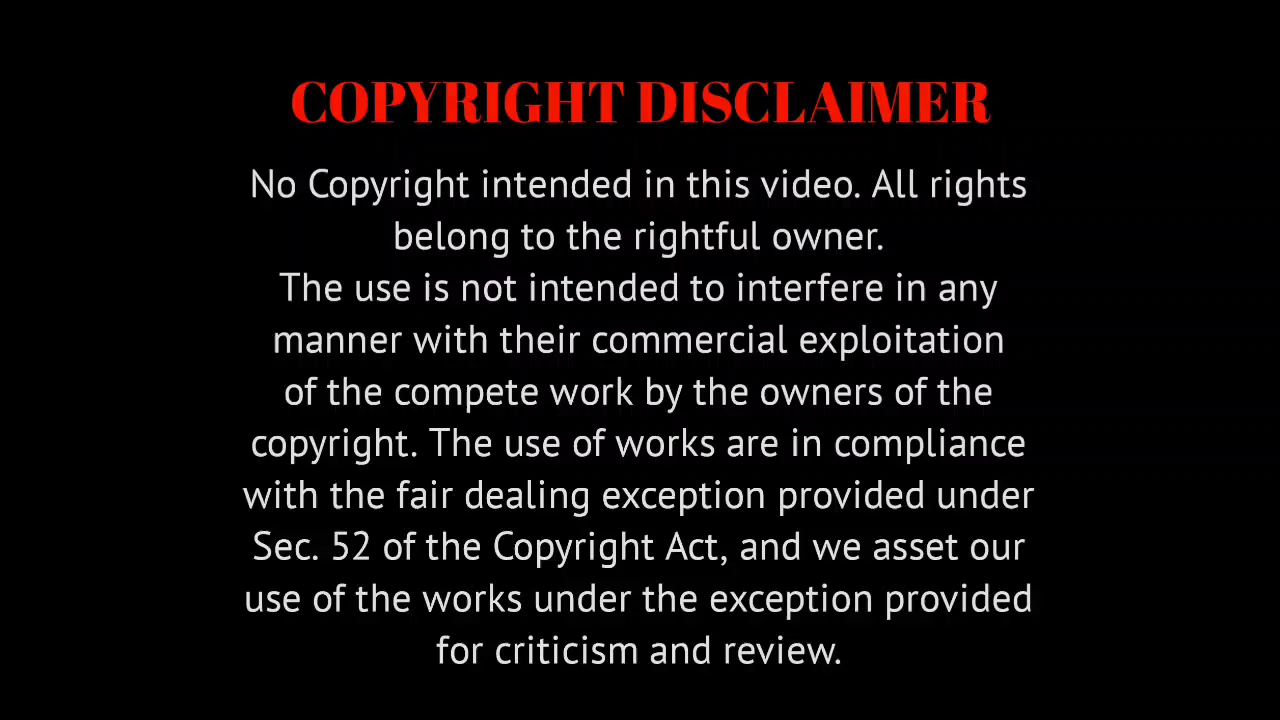 COPYRIGHT DISCLAIMER
No Copyright intended in this video. All rights
belong to the rightful owner.
The use is not intended to interfere in any
manner with their commercial exploitation
of the compete work by the owners of the
copyright. The use of works are in compliance
with the fair dealing exception provided under
Sec. 52 of the Copyright Act, and we asset our
use of the works under the exception provided
for criticism and review.